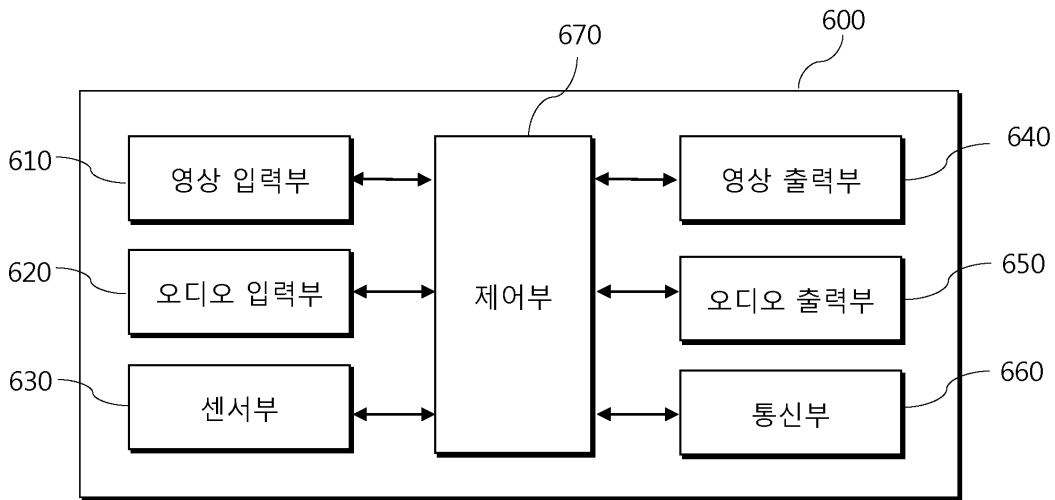 670
600
610
영상 입력부
영상 출력부
640
620
오디오 입력부
제어부
오디오 출력부
650
630
센서부
통신부
660